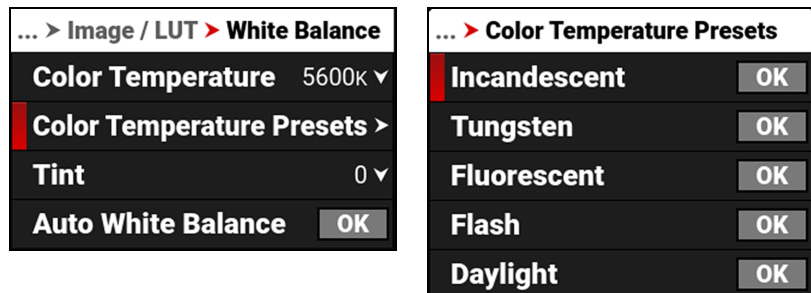 ... > Image / LUT > White Balance
Color Temperature 5600K
Color Temperature Presets >
Tint 0
Auto White Balance OK
... > Color Temperature Presets
Incandescent OK
Tungsten OK
Fluorescent OK
Flash OK
Daylight OK